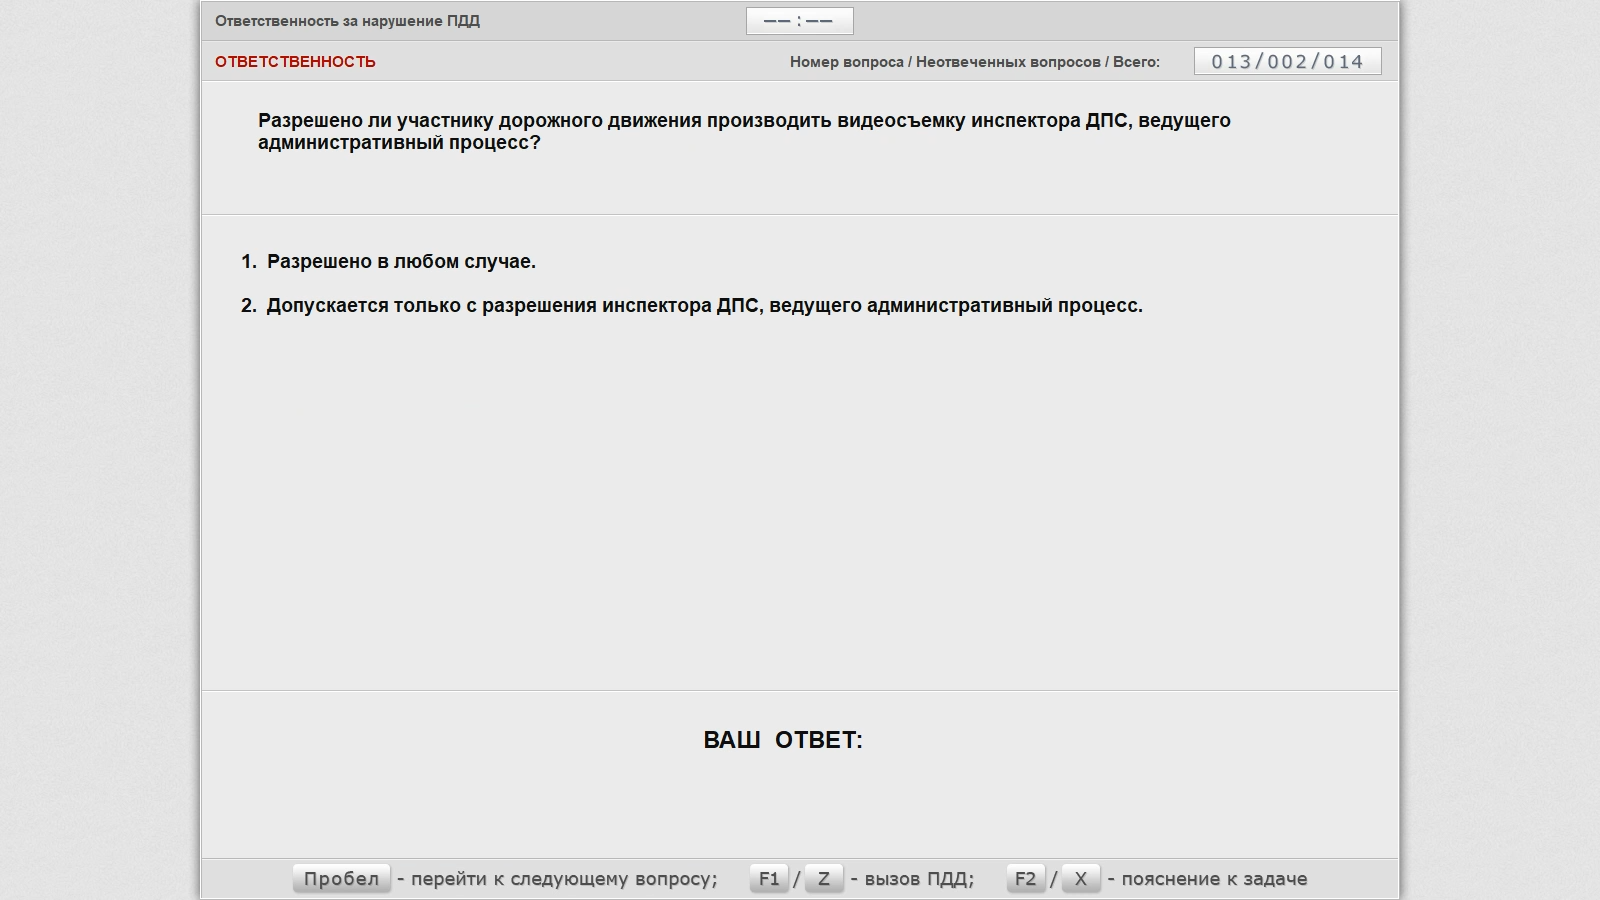 Ответственность за нарушение ПДД
——:——
ОТВЕТСТВЕННОСТЬ
Номер вопроса / Неотвеченных вопросов / Всего:
013/002/014
Разрешено ли участнику дорожного движения производить видеосъемку инспектора ДПС, ведущего
административный процесс?
1. Разрешено в любом случае.
2. Допускается только с разрешения инспектора ДПС, ведущего административный процесс.
ВАШ ОТВЕТ:
Пробел - перейти к следующему вопросу; F1 / Z - вызов ПДД; F2 / X - пояснение к задаче